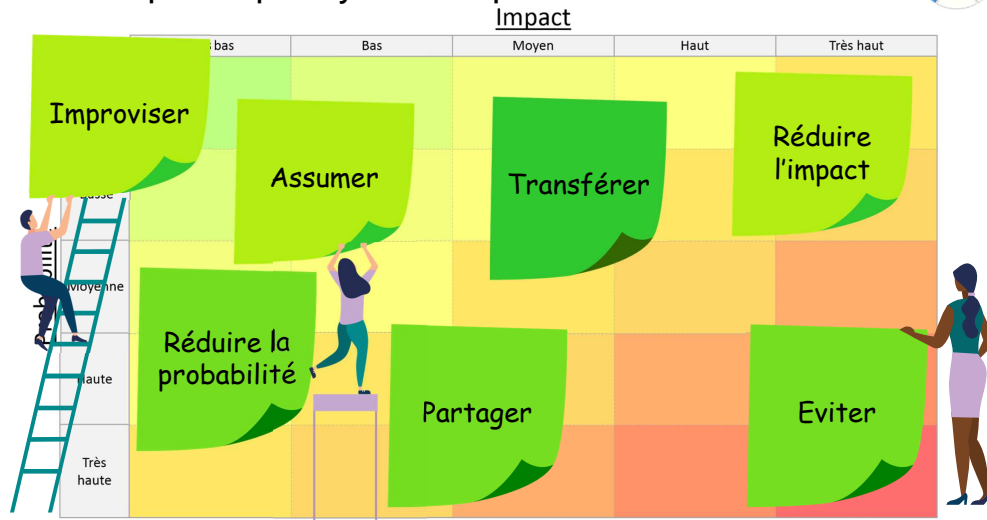 Impact
bas
Bas
Moyen
Haut
Très haut
Improviser
Assumer
Transférer
Réduire
l'impact
Moyenne
Réduire la
probabilité
Haute
Partager
Eviter
Très
haute